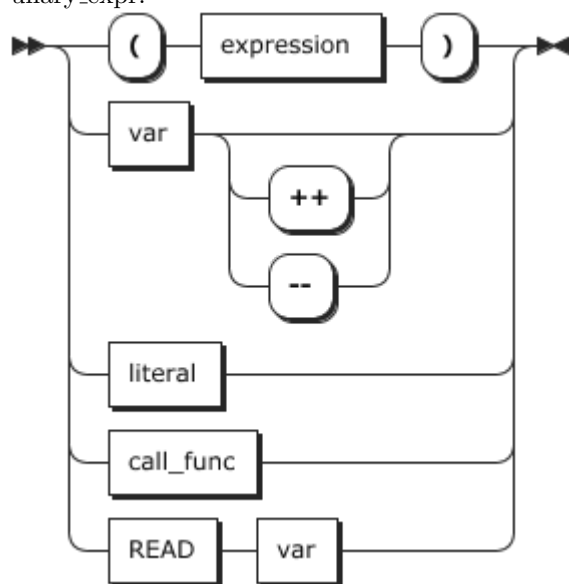 unary_expr:
( expression )
var
++
--
literal
call_func
READ var